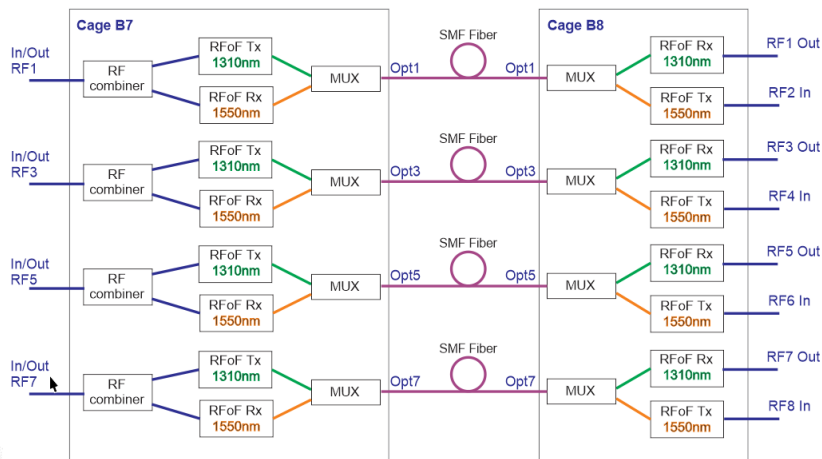 Cage B7
Cage B8
In/Out
RF1
RF
combiner
RFoF Tx
1310nm
RFoF Rx
1550nm
MUX
Opt1
SMF Fiber
Opt1
MUX
RFoF Rx
1310nm
RFoF Tx
1550nm
RF1 Out
RF2 In
In/Out
RF3
RF
combiner
RFoF Tx
1310nm
RFoF Rx
1550nm
MUX
Opt3
SMF Fiber
Opt3
MUX
RFoF Rx
1310nm
RFoF Tx
1550nm
RF3 Out
RF4 In
In/Out
RF5
RF
combiner
RFoF Tx
1310nm
RFoF Rx
1550nm
MUX
Opt5
SMF Fiber
Opt5
MUX
RFoF Rx
1310nm
RFoF Tx
1550nm
RF5 Out
RF6 In
In/Out
RF7
RF
combiner
RFoF Tx
1310nm
RFoF Rx
1550nm
MUX
Opt7
SMF Fiber
Opt7
MUX
RFoF Rx
1310nm
RFoF Tx
1550nm
RF7 Out
RF8 In